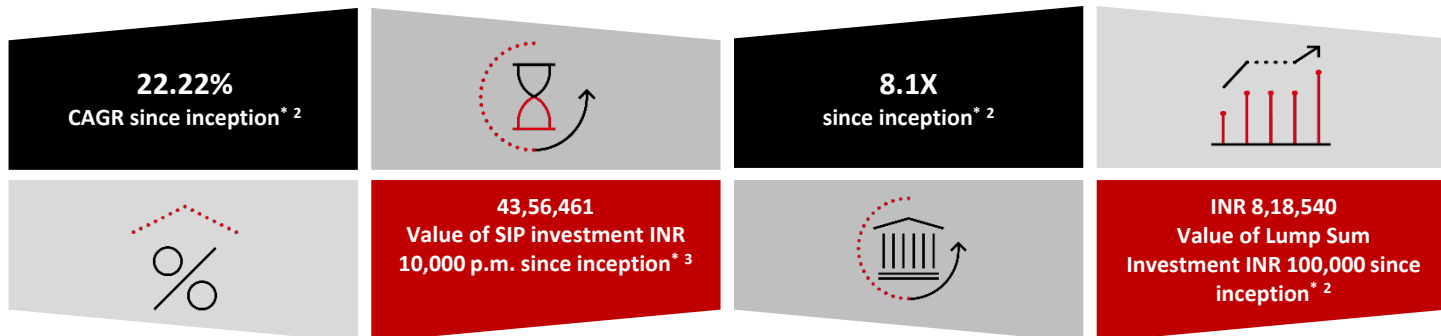 22.22%
CAGR since inception* 2
8.1X
since inception* 2
43,56,461
Value of SIP investment INR
10,000 p.m. since inception* 3
INR 8,18,540
Value of Lump Sum
Investment INR 100,000 since
inception* 2